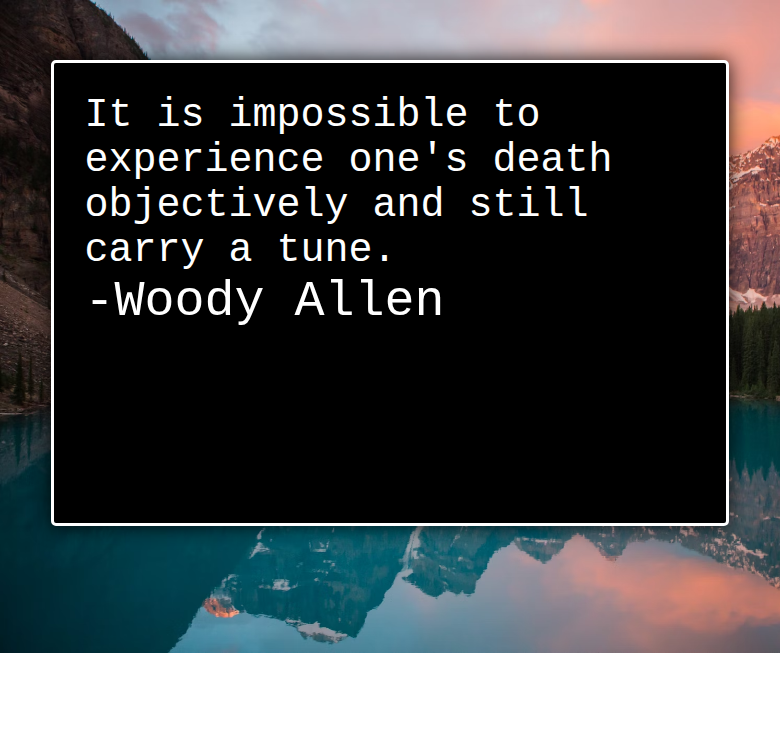 It is impossible to
experience one's death
objectively and still
carry a tune.
-Woody Allen